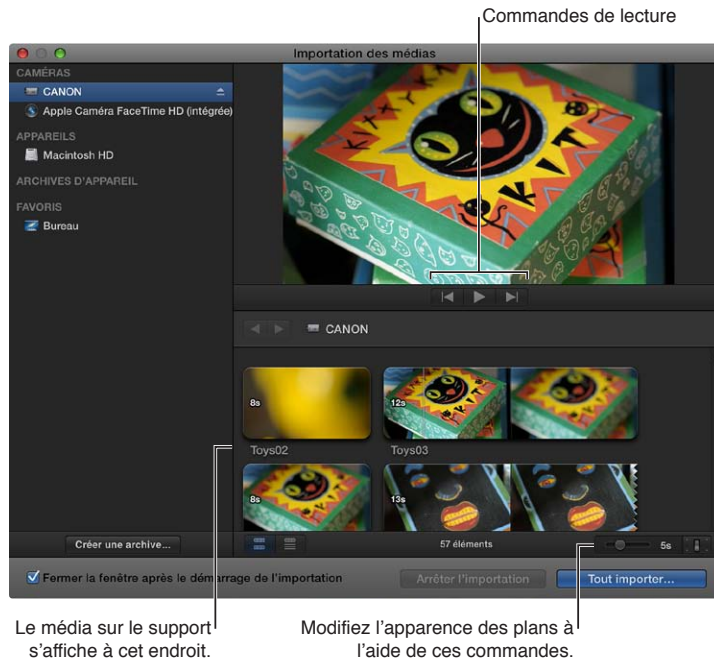 Commandes de lecture
Importation des médias
CAMÉRAS
CANON
Apple Caméra FaceTime HD (intégrée)
APPAREILS
Macintosh HD
ARCHIVES D'APPAREIL
FAVORIS
Bureau
KITTY KIT
KIT
CANON
8s
12s
Toys02
Toys03
8s
13s
Créer une archive...
57 éléments
5s
Fermer la fenêtre après le démarrage de l'importation
Arrêter l'importation
Tout importer...
Le média sur le support
s'affiche à cet endroit.
Modifiez l'apparence des plans à
l'aide de ces commandes.